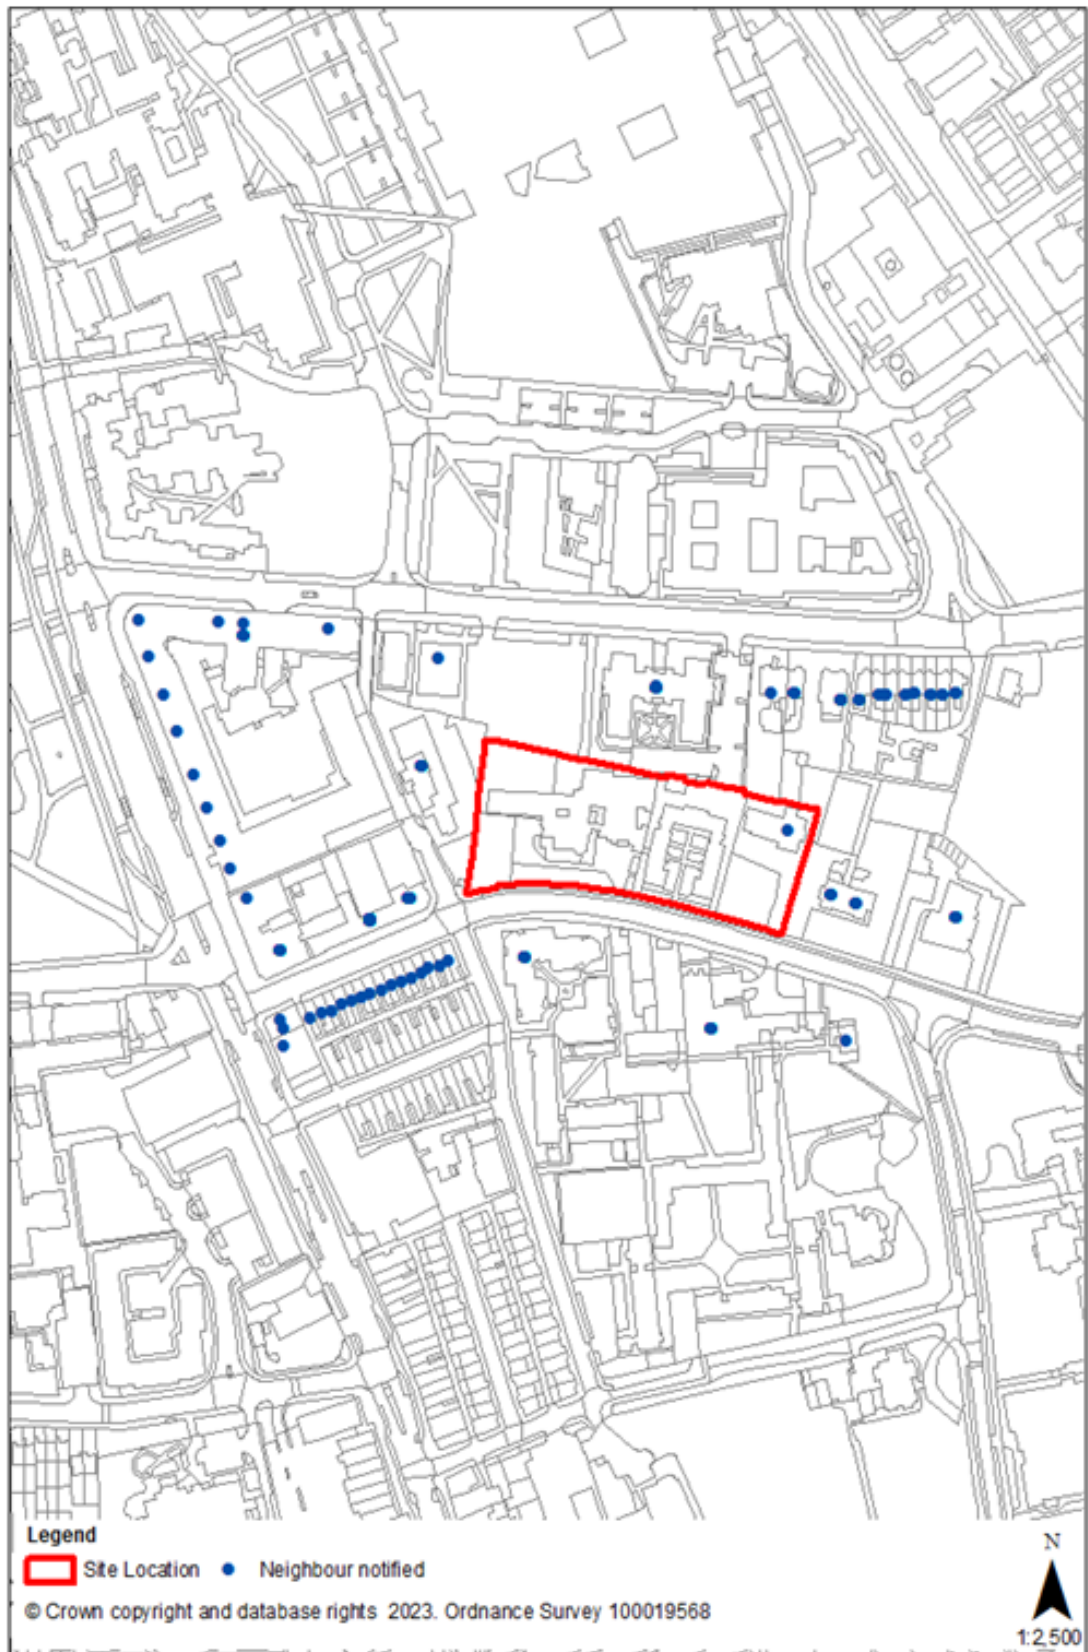 Legend
Site Location Neighbour notified
© Crown copyright and database rights 2023. Ordnance Survey 100019568
N
1:2,500